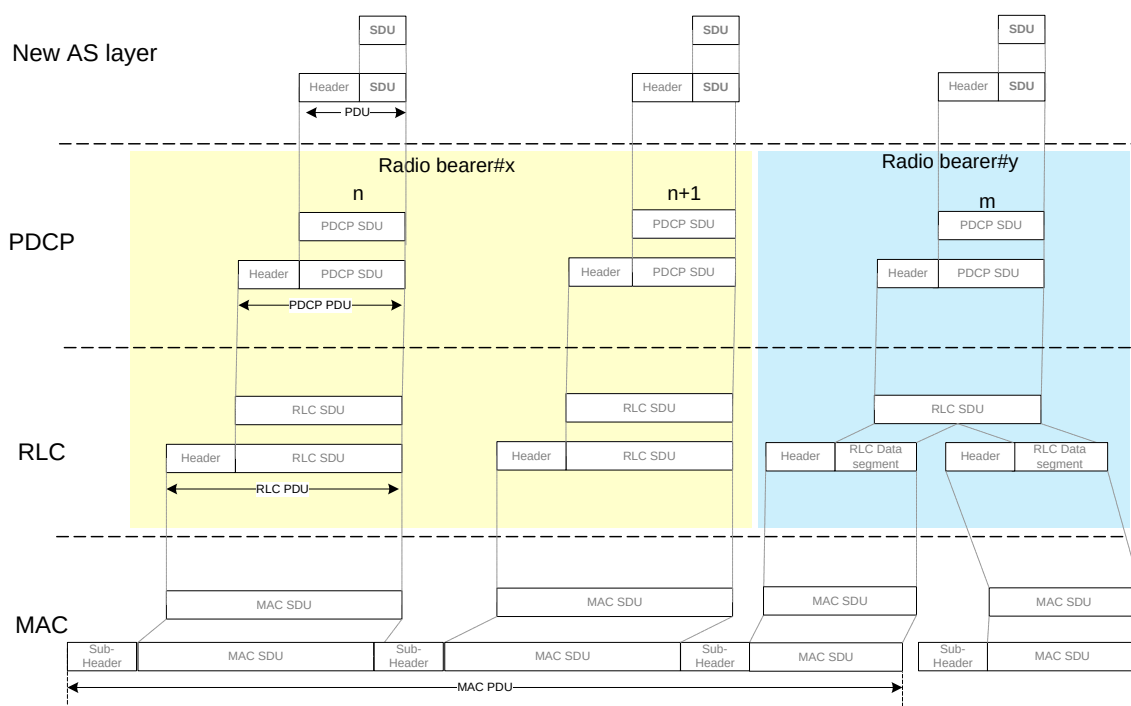 SDU
SDU
SDU
New AS layer
Header
SDU
Header
SDU
Header
SDU
PDU
Radio bearer#x
Radio bearer#y
n
n+1
m
PDCP SDU
PDCP SDU
PDCP SDU
PDCP
Header
PDCP SDU
Header
PDCP SDU
Header
PDCP SDU
PDCP PDU
RLC SDU
RLC SDU
RLC SDU
RLC
Header
RLC SDU
Header
RLC SDU
Header
RLC Data
segment
Header
RLC Data
segment
RLC PDU
MAC SDU
MAC SDU
MAC SDU
MAC SDU
MAC
Sub-
Header
MAC SDU
Sub-
Header
MAC SDU
Sub-
Header
MAC SDU
Sub-
Header
MAC SDU
MAC PDU